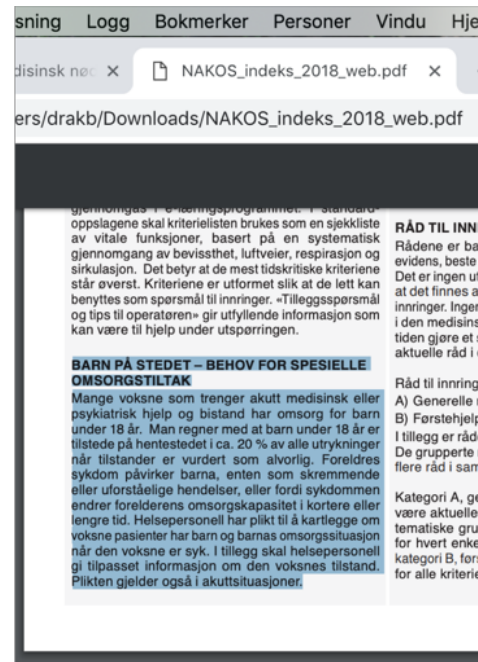 sning Logg Bokmerker Personer Vindu Hje
disinsk nød
NAKOS_indeks_2018_web.pdf
ers/drakb/Downloads/NAKOS_indeks_2018_web.pdf
gjennomgås i e-læringsprogrammet. I standard-
oppslagene skal kriterielisten brukes som en sjekkliste
av vitale funksjoner, basert på en systematisk
gjennomgang av bevissthet, luftveier, respirasjon og
sirkulasjon. Det betyr at de mest tidskritiske kriteriene
står øverst. Kriteriene er utformet slik at de lett kan
benyttes som spørsmål til innringer. «Tilleggsspørsmål
og tips til operatøren» gir utfyllende informasjon som
kan være til hjelp under utspørringen.
BARN PÅ STEDET – BEHOV FOR SPESIELLE
OMSORGSTILTAK
Mange voksne som trenger akutt medisinsk eller
psykiatrisk hjelp og bistand har omsorg for barn
under 18 år. Man regner med at barn under 18 år er
tilstede på hentestedet i ca. 20 % av alle utrykninger
når tilstander er vurdert som alvorlig. Foreldres
sykdom påvirker barna, enten som skremmende
eller uforståelige hendelser, eller fordi sykdommen
endrer forelderens omsorgskapasitet i kortere eller
lengre tid. Helsepersonell har plikt til å kartlegge om
voksne pasienter har barn og barnas omsorgssituasjon
når den voksne er syk. I tillegg skal helsepersonell
gi tilpasset informasjon om den voksnes tilstand.
Plikten gjelder også i akuttsituasjoner.
RÅD TIL INN
Rådene er ba
evidens, beste
Det er ingen ut
at det finnes a
innringer. Inger
i den medisins
tiden gjøre et s
aktuelle råd i
Råd til innring
A) Generelle
B) Førstehjelp
I tillegg er råde
De grupperte
flere råd i sam
Kategori A, ge
være aktuelle
tematiske gru
for hvert enke
kategori B, før
for alle kriterie